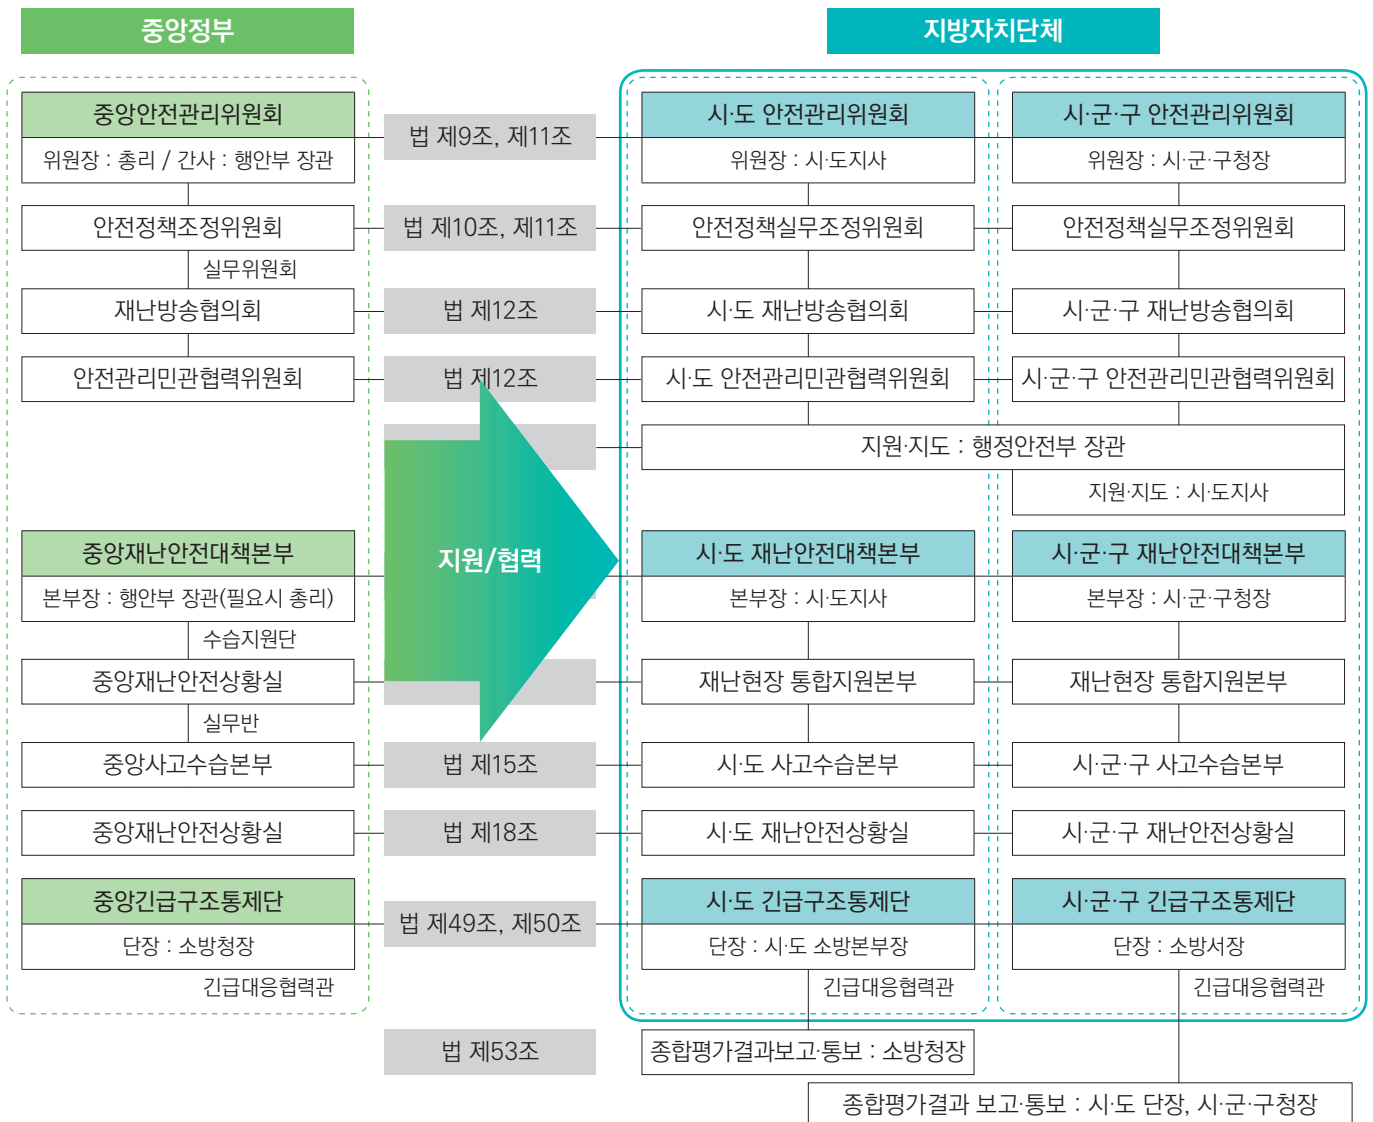 중앙정부
지방자치단체
중앙안전관리위원회
법 제9조, 제11조
시·도 안전관리위원회
시·군·구 안전관리위원회
위원장 : 총리 / 간사 : 행안부 장관
위원장 : 시·도지사
위원장 : 시·군·구청장
안전정책조정위원회
법 제10조, 제11조
안전정책실무조정위원회
안전정책실무조정위원회
실무위원회
재난방송협의회
법 제12조
시·도 재난방송협의회
시·군·구 재난방송협의회
안전관리민관협력위원회
법 제12조
시·도 안전관리민관협력위원회
시·군·구 안전관리민관협력위원회
지원·지도 : 행정안전부 장관
지원·지도 : 시·도지사
중앙재난안전대책본부
지원/협력
시·도 재난안전대책본부
시·군·구 재난안전대책본부
본부장 : 행안부 장관(필요시 총리)
본부장 : 시·도지사
본부장 : 시·군·구청장
수습지원단
중앙재난안전상황실
재난현장 통합지원본부
재난현장 통합지원본부
실무반
중앙사고수습본부
법 제15조
시·도 사고수습본부
시·군·구 사고수습본부
중앙재난안전상황실
법 제18조
시·도 재난안전상황실
시·군·구 재난안전상황실
중앙긴급구조통제단
법 제49조, 제50조
시·도 긴급구조통제단
시·군·구 긴급구조통제단
단장 : 소방청장
단장 : 시·도 소방본부장
단장 : 소방서장
긴급대응협력관
긴급대응협력관
긴급대응협력관
법 제53조
종합평가결과보고·통보 : 소방청장
종합평가결과 보고·통보 : 시·도 단장, 시·군·구청장